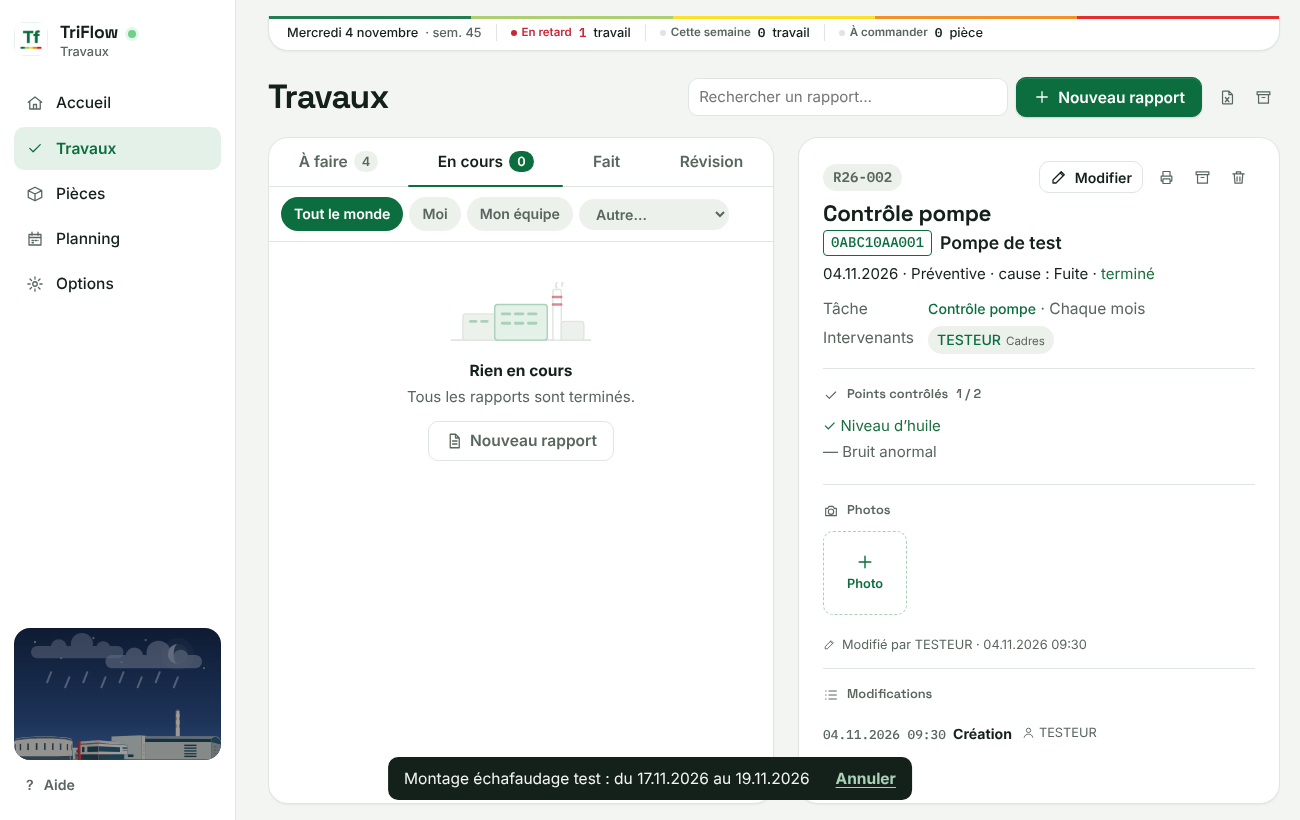 Tf
TriFlow
Travaux
Accueil
Travaux
Pièces
Planning
Options
? Aide
Mercredi 4 novembre · sem. 45 En retard 1 travail Cette semaine 0 travail À commander 0 pièce
Travaux
Rechercher un rapport...
Nouveau rapport
À faire 4 En cours 0 Fait Révision
Tout le monde Moi Mon équipe Autre...
Rien en cours
Tous les rapports sont terminés.
Nouveau rapport
R26-002 Modifier
Contrôle pompe
0ABC10AA001 Pompe de test
04.11.2026 · Préventive · cause : Fuite · terminé
Tâche Contrôle pompe · Chaque mois
Intervenants TESTEUR Cadres
Points contrôlés 1 / 2
✓ Niveau d'huile
— Bruit anormal
Photos
+
Photo
Modifié par TESTEUR · 04.11.2026 09:30
Modifications
04.11.2026 09:30 Création TESTEUR
Montage échafaudage test : du 17.11.2026 au 19.11.2026 Annuler